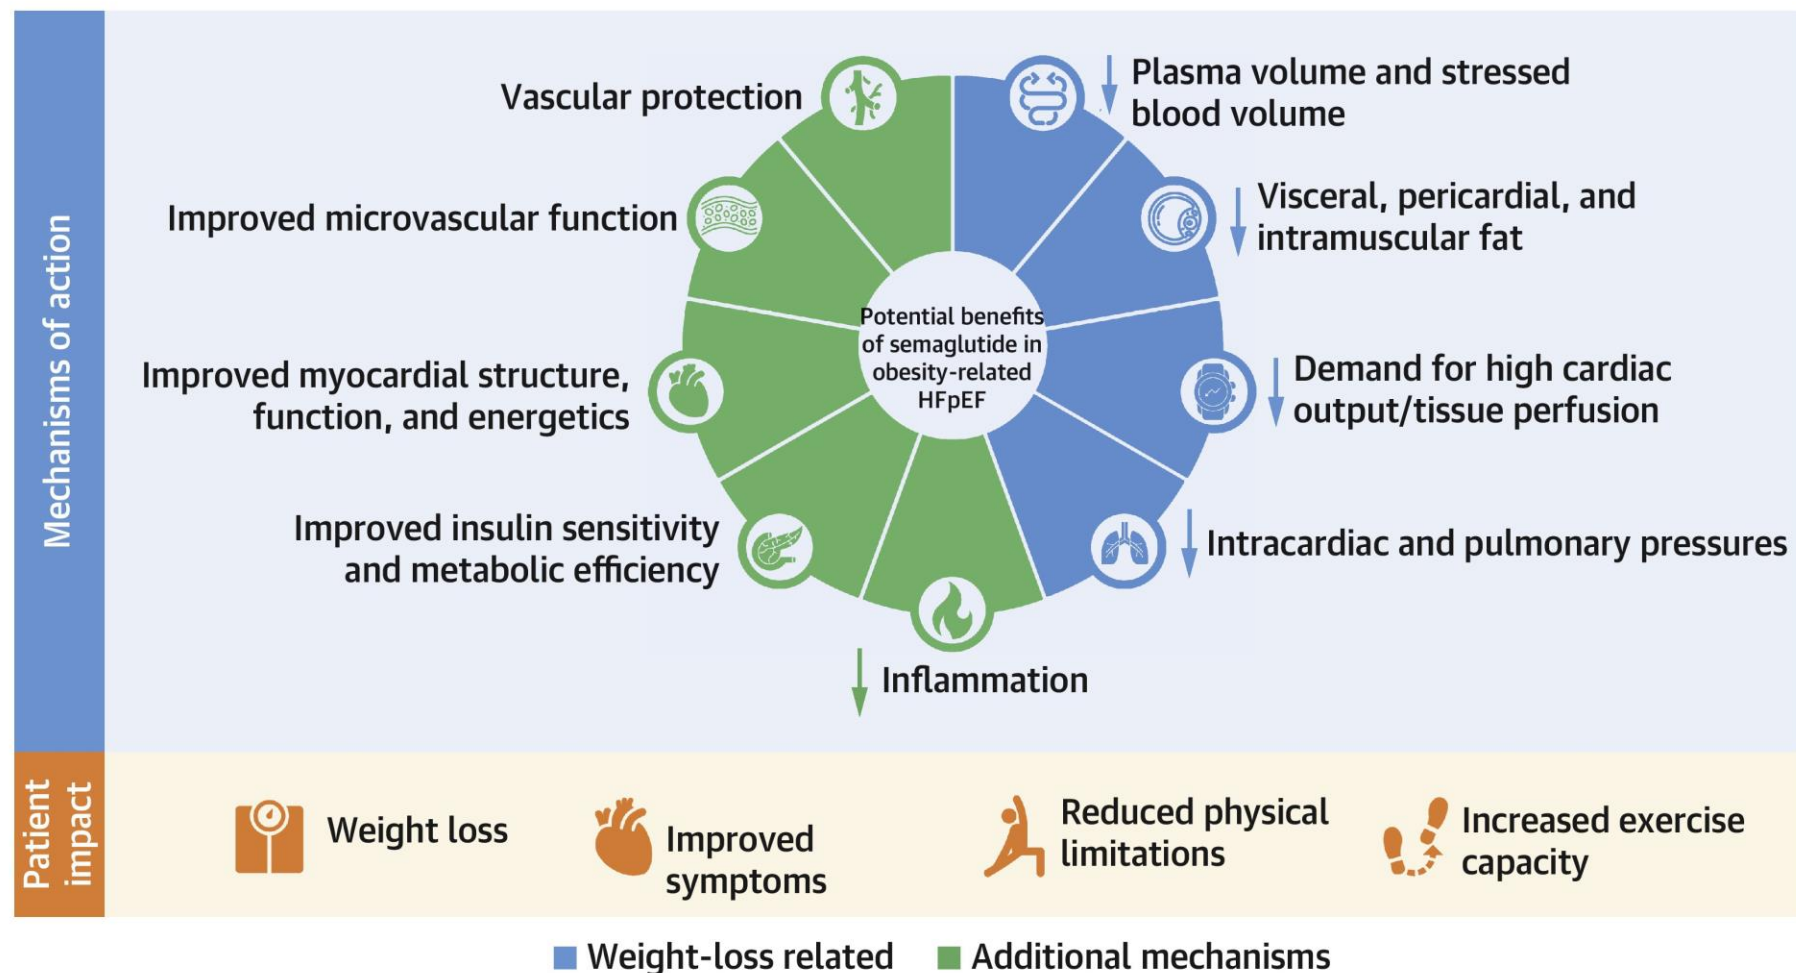 Mechanisms of action
Vascular protection
Improved microvascular function
Improved myocardial structure,
function, and energetics
Improved insulin sensitivity
and metabolic efficiency
Inflammation
Plasma volume and stressed
blood volume
Visceral, pericardial, and
intramuscular fat
Demand for high cardiac
output/tissue perfusion
Intracardiac and pulmonary pressures
Potential benefits
of semaglutide in
obesity-related
HFpEF
Patient
impact
Weight loss
Improved
symptoms
Reduced physical
limitations
Increased exercise
capacity
Weight-loss related
Additional mechanisms